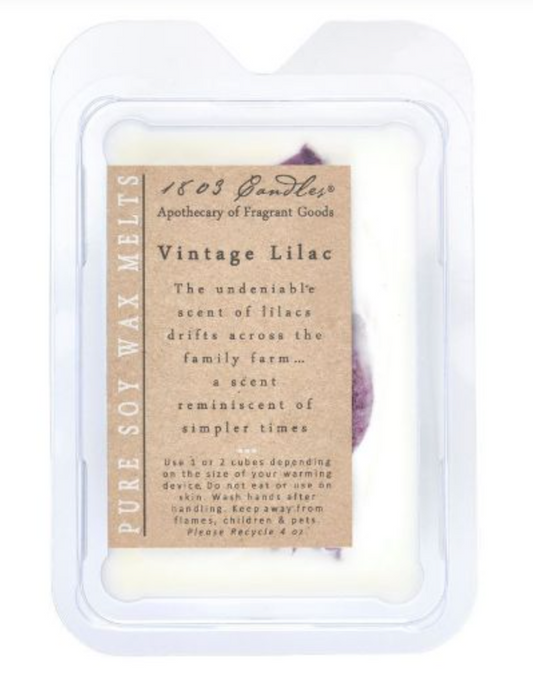 1803 Candles®
Apothecary of Fragrant Goods
Vintage Lilac
The undeniable
scent of lilacs
drifts across the
family farm...
a scent
reminiscent of
simpler times
Use 1 or 2 cubes depending
on the size of your warming
device. Do not eat or use on
skin. Wash hands after
handling. Keep away from
flames, children & pets.
Please Recycle 4 oz.
PURE SOY WAX MELTS